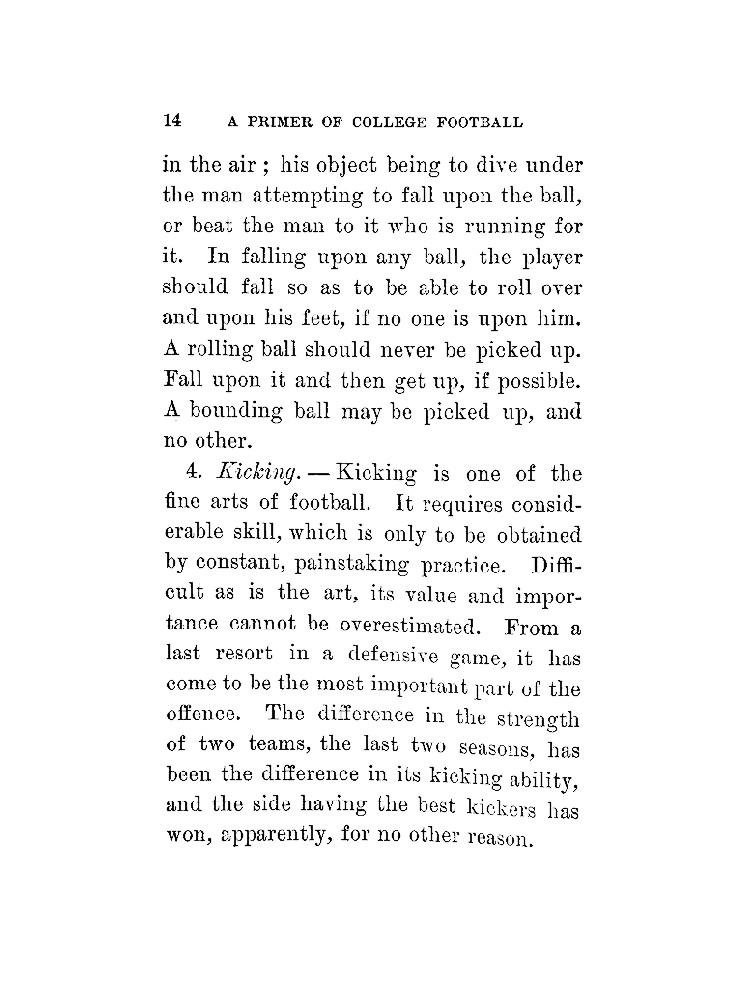 14 A PRIMER OF COLLEGE FOOTBALL
in the air ; his object being to dive under
the man attempting to fall upon the ball,
or beat the man to it who is running for
it. In falling upon any ball, the player
should fall so as to be able to roll over
and upon his feet, if no one is upon him.
A rolling ball should never be picked up.
Fall upon it and then get up, if possible.
A bounding ball may be picked up, and
no other.
4. Kicking. — Kicking is one of the
fine arts of football. It requires consid-
erable skill, which is only to be obtained
by constant, painstaking practice. Diffi-
cult as is the art, its value and impor-
tance cannot be overestimated. From a
last resort in a defensive game, it has
come to be the most important part of the
offence. The difference in the strength
of two teams, the last two seasons, has
been the difference in its kicking ability,
and the side having the best kickers has
won, apparently, for no other reason.